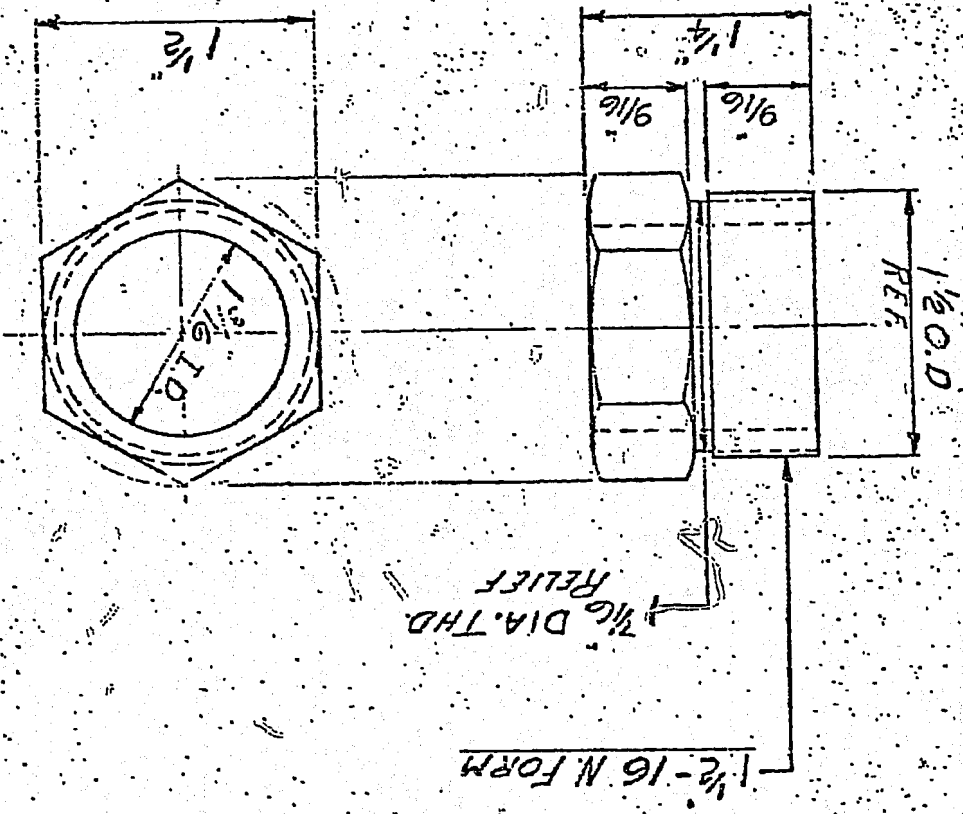 1 1/2"-16 N. FORM
1 7/16" DIA. THD.
RELIEF
1 1/2 O.D
REF.
1 3/16" I.D.
9/16"
9/16"
1 1/4"
1 1/2"